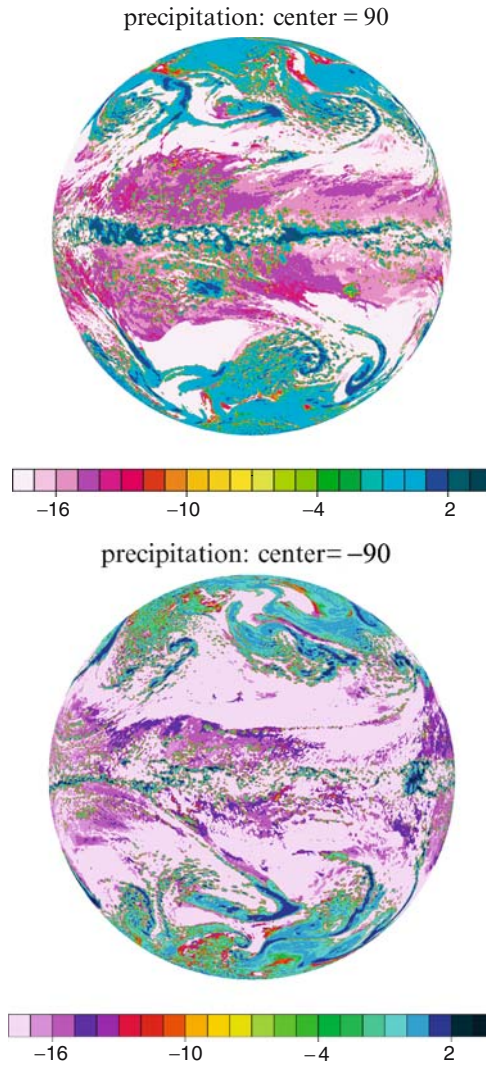 precipitation: center = 90
−16 −10 −4 2
precipitation: center= −90
−16 −10 −4 2